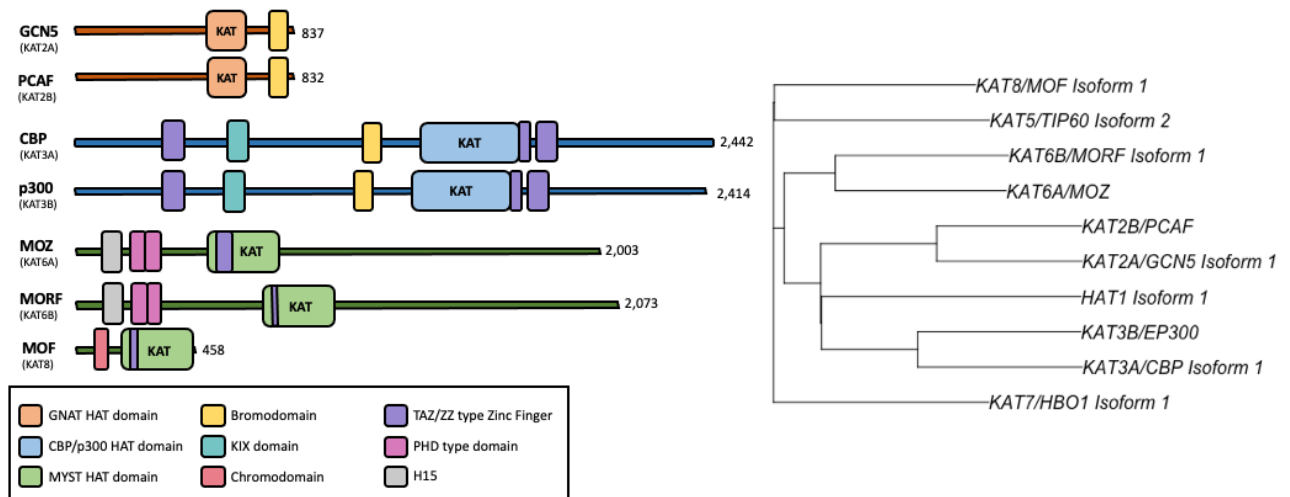 GCN5
(KAT2A)
KAT
837
PCAF
(KAT2B)
KAT
832
CBP
(KAT3A)
KAT
2,442
p300
(KAT3B)
KAT
2,414
MOZ
(KAT6A)
KAT
2,003
MORF
(KAT6B)
KAT
2,073
MOF
(KAT8)
KAT
458
GNAT HAT domain
Bromodomain
TAZ/ZZ type Zinc Finger
CBP/p300 HAT domain
KIX domain
PHD type domain
MYST HAT domain
Chromodomain
H15
KAT8/MOF Isoform 1
KAT5/TIP60 Isoform 2
KAT6B/MORF Isoform 1
KAT6A/MOZ
KAT2B/PCAF
KAT2A/GCN5 Isoform 1
HAT1 Isoform 1
KAT3B/EP300
KAT3A/CBP Isoform 1
KAT7/HBO1 Isoform 1